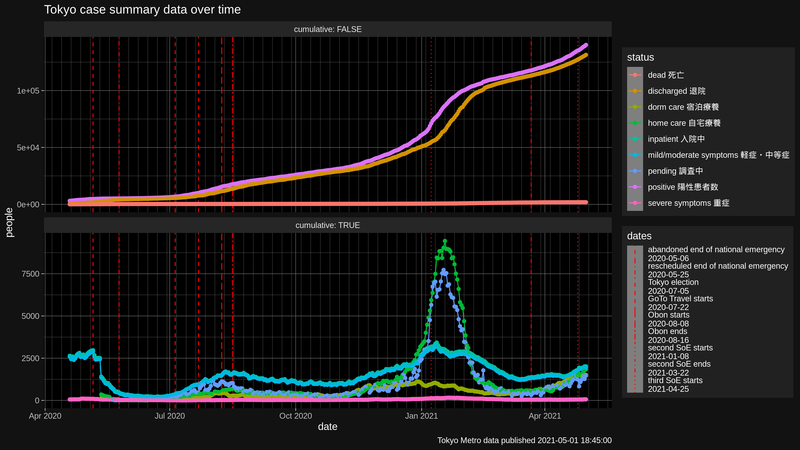 Tokyo case summary data over time
cumulative: FALSE
1e+05
5e+04
0e+00
people
cumulative: TRUE
7500
5000
2500
0
Apr 2020
Jul 2020
Oct 2020
Jan 2021
Apr 2021
date
Tokyo Metro data published 2021-05-01 18:45:00
status
dead 死亡
discharged 退院
dorm care 宿泊療養
home care 自宅療養
inpatient 入院中
mild/moderate symptoms 軽症・中等症
pending 調査中
positive 陽性患者数
severe symptoms 重症
dates
abandoned end of national emergency
2020-05-06
rescheduled end of national emergency
2020-05-25
Tokyo election
2020-07-05
GoTo Travel starts
2020-07-22
Obon starts
2020-08-08
Obon ends
2020-08-16
second SoE starts
2021-01-08
second SoE ends
2021-03-22
third SoE starts
2021-04-25